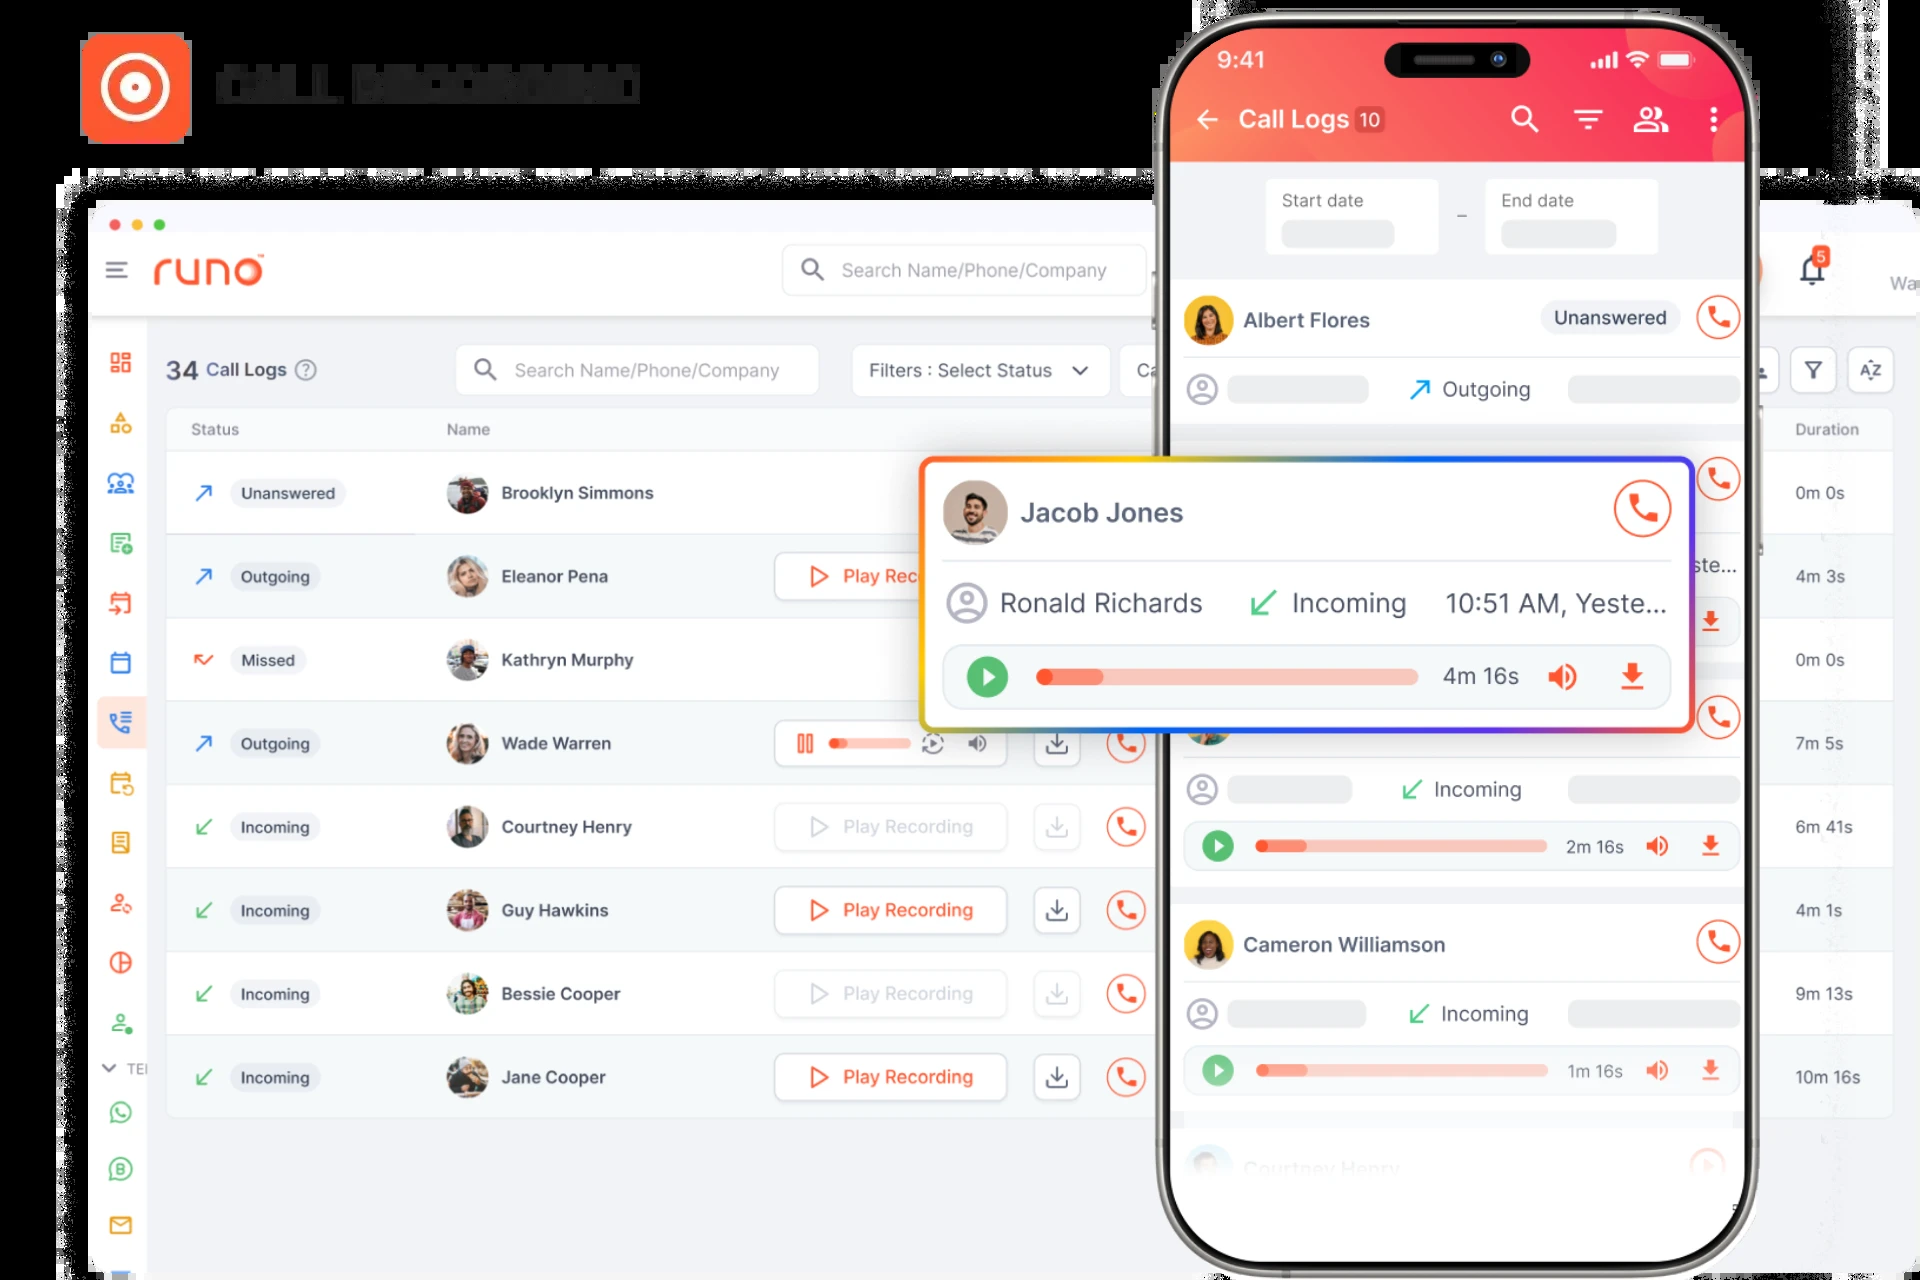 CALL RECORDING
runo™
Search Name/Phone/Company
5
34 Call Logs ?
Search Name/Phone/Company
Filters : Select Status
Status Name Duration
Unanswered Brooklyn Simmons 0m 0s
Outgoing Eleanor Pena Play Rec 4m 3s
Missed Kathryn Murphy 0m 0s
Outgoing Wade Warren 7m 5s
Incoming Courtney Henry Play Recording 6m 41s
Incoming Guy Hawkins Play Recording 4m 1s
Incoming Bessie Cooper Play Recording 9m 13s
Incoming Jane Cooper Play Recording 10m 16s
9:41
Call Logs 10
Start date – End date
Albert Flores Unanswered
Outgoing
Jacob Jones
Ronald Richards Incoming 10:51 AM, Yeste...
4m 16s
Incoming
2m 16s
Cameron Williamson
Incoming
1m 16s
Courtney Henry